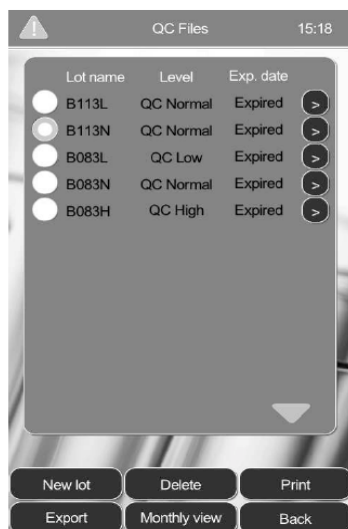 QC Files 15:18
Lot name Level Exp. date
B113L QC Normal Expired >
B113N QC Normal Expired >
B083L QC Low Expired >
B083N QC Normal Expired >
B083H QC High Expired >
New lot Delete Print
Export Monthly view Back